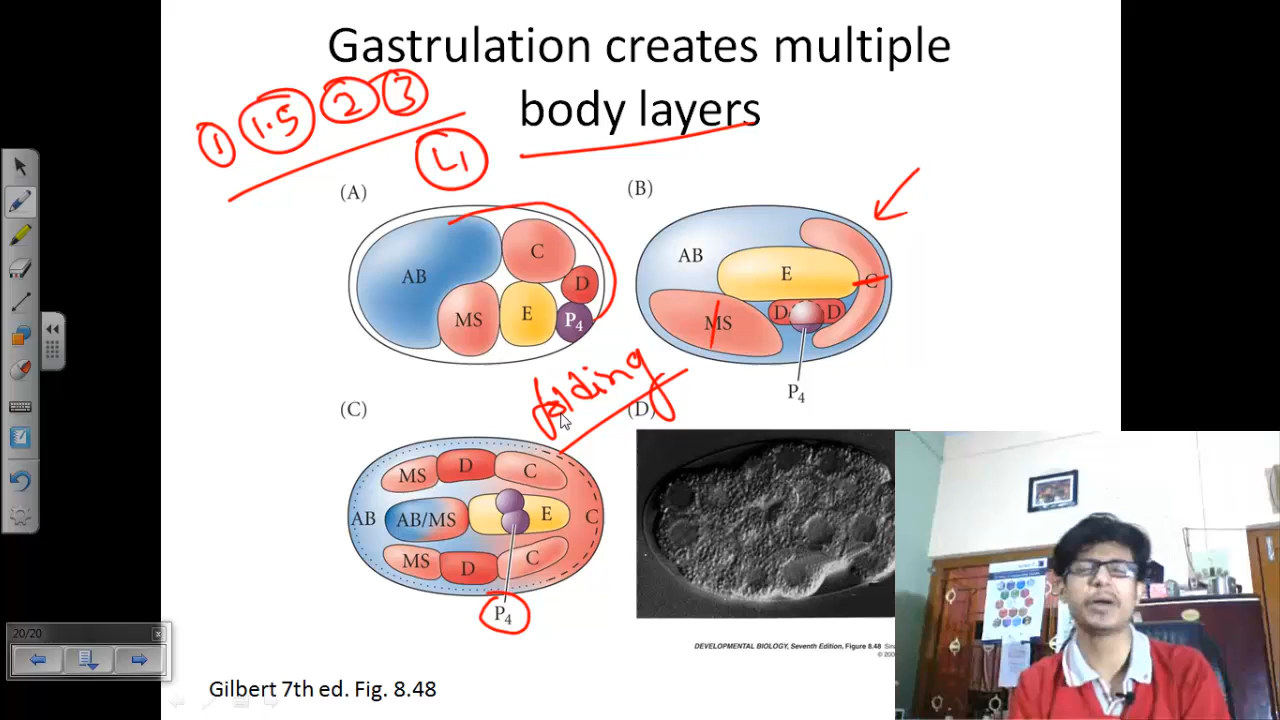 Gastrulation creates multiple
body layers
1 1.5 2 3
L1
(A)
AB
C
D
MS
E
P4
(B)
AB
E
C
MS
D
D
P4
folding
(C)
MS
D
C
AB
AB/MS
E
C
MS
D
C
P4
(D)
DEVELOPMENTAL BIOLOGY, Seventh Edition, Figure 8.48
Gilbert 7th ed. Fig. 8.48
20/20
x